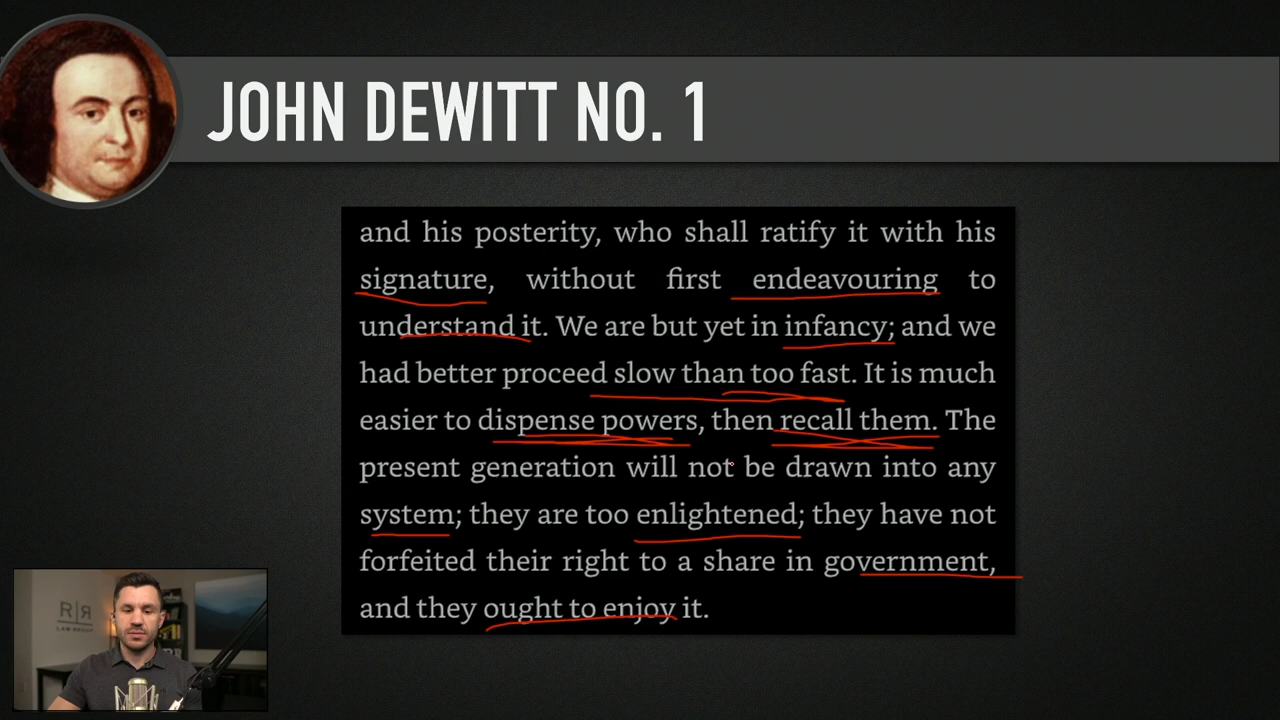 JOHN DEWITT NO. 1
and his posterity, who shall ratify it with his
signature, without first endeavouring to
understand it. We are but yet in infancy; and we
had better proceed slow than too fast. It is much
easier to dispense powers, then recall them. The
present generation will not be drawn into any
system; they are too enlightened; they have not
forfeited their right to a share in government,
and they ought to enjoy it.
R|R
LAW GROUP